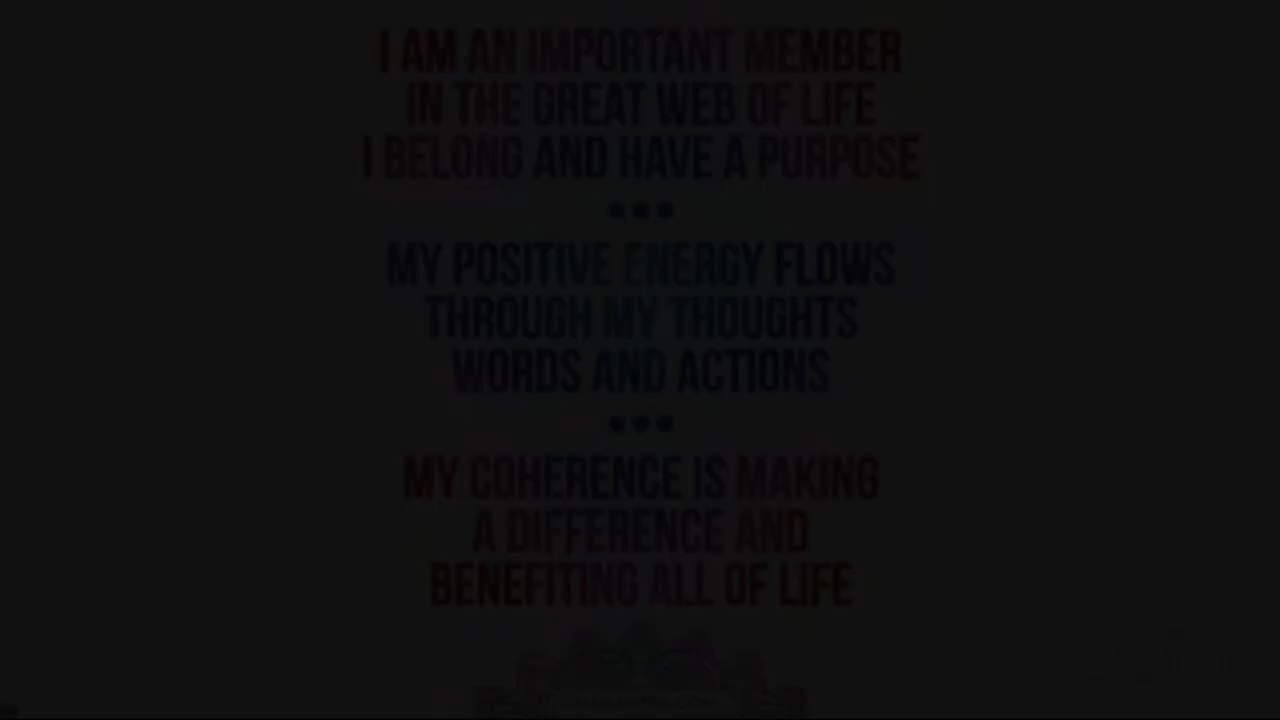 I AM AN IMPORTANT MEMBER
IN THE GREAT WEB OF LIFE
I BELONG AND HAVE A PURPOSE
MY POSITIVE ENERGY FLOWS
THROUGH MY THOUGHTS
WORDS AND ACTIONS
MY COHERENCE IS MAKING
A DIFFERENCE AND
BENEFITING ALL OF LIFE